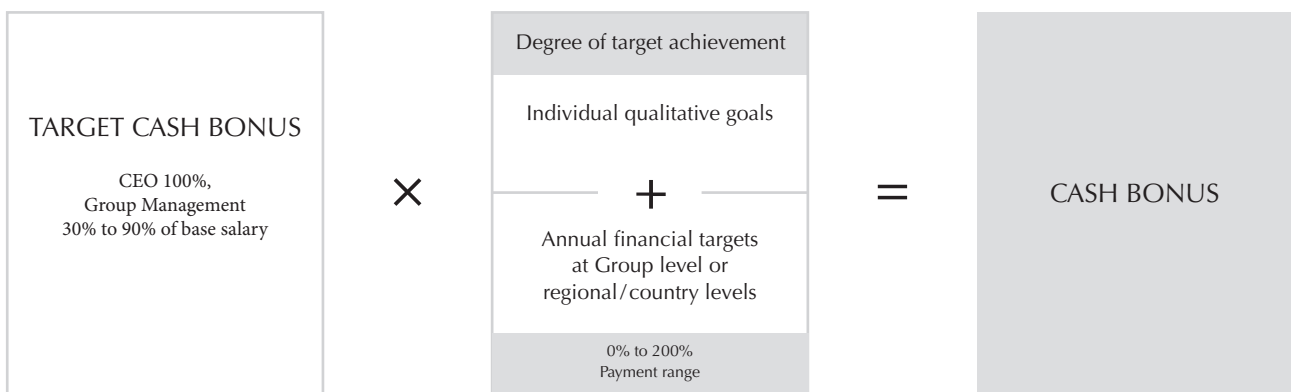 TARGET CASH BONUS
CEO 100%,
Group Management
30% to 90% of base salary
×
Degree of target achievement
Individual qualitative goals
+
Annual financial targets
at Group level or
regional/country levels
0% to 200%
Payment range
=
CASH BONUS